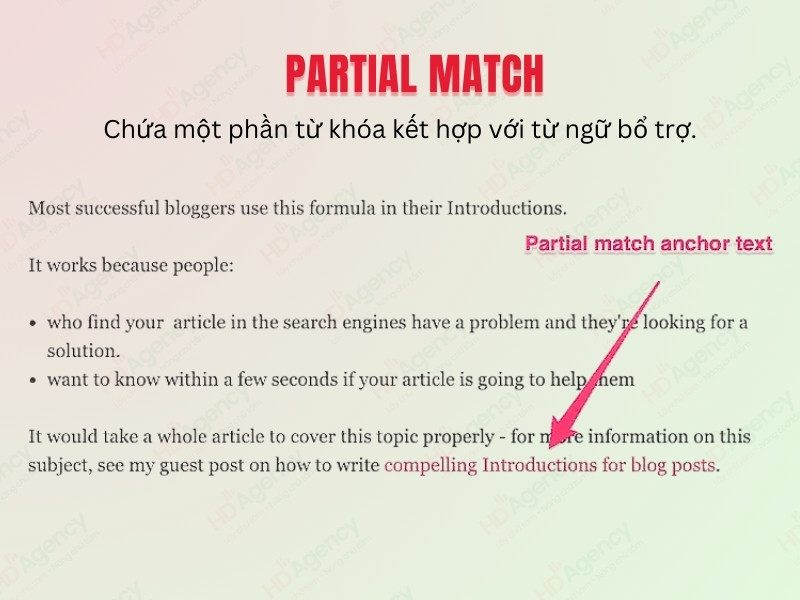 PARTIAL MATCH
Chứa một phần từ khóa kết hợp với từ ngữ bổ trợ.
Most successful bloggers use this formula in their Introductions.
Partial match anchor text
It works because people:
• who find your article in the search engines have a problem and they're looking for a
solution.
• want to know within a few seconds if your article is going to help them
It would take a whole article to cover this topic properly - for more information on this
subject, see my guest post on how to write compelling Introductions for blog posts.
HD Agency